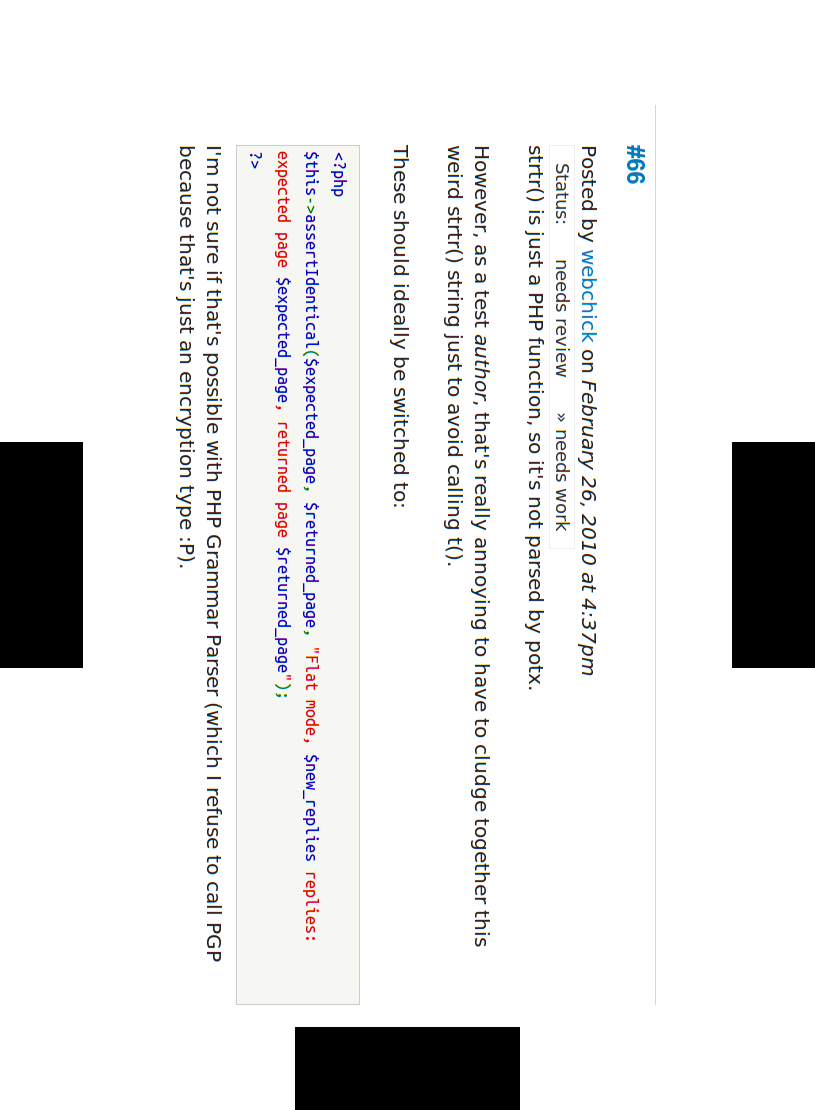 #66
Posted by webchick on February 26, 2010 at 4:37pm
Status: needs review » needs work
strtr() is just a PHP function, so it's not parsed by potx.
However, as a test author, that's really annoying to have to cludge together this
weird strtr() string just to avoid calling t().
These should ideally be switched to:
<?php
$this->assertIdentical($expected_page, $returned_page, "Flat mode, $new_replies replies:
expected page $expected_page, returned page $returned_page");
?>
I'm not sure if that's possible with PHP Grammar Parser (which I refuse to call PGP
because that's just an encryption type :P).